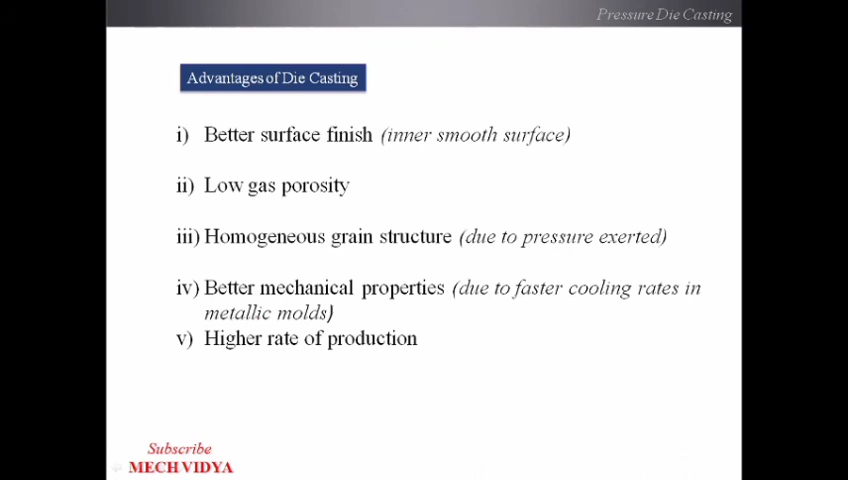 Pressure Die Casting
Advantages of Die Casting
i) Better surface finish (inner smooth surface)
ii) Low gas porosity
iii) Homogeneous grain structure (due to pressure exerted)
iv) Better mechanical properties (due to faster cooling rates in
metallic molds)
v) Higher rate of production
Subscribe
MECH VIDYA